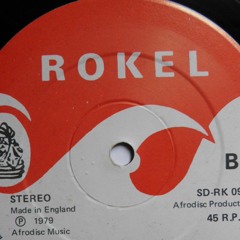 ROKEL
B
STEREO
Made in England
Ⓟ 1979
Afrodisc Music
SD-RK 09
Afrodisc Product
45 R.P.